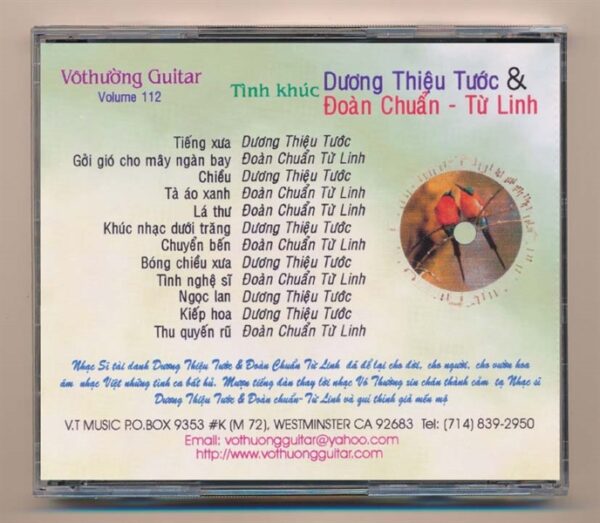 Vôthường Guitar
Volume 112
Tình khúc Dương Thiệu Tước &
Đoàn Chuẩn - Từ Linh
Tiếng xưa Dương Thiệu Tước
Gởi gió cho mây ngàn bay Đoàn Chuẩn Từ Linh
Chiều Dương Thiệu Tước
Tà áo xanh Đoàn Chuẩn Từ Linh
Lá thư Đoàn Chuẩn Từ Linh
Khúc nhạc dưới trăng Dương Thiệu Tước
Chuyển bến Đoàn Chuẩn Từ Linh
Bóng chiều xưa Dương Thiệu Tước
Tình nghệ sĩ Đoàn Chuẩn Từ Linh
Ngọc lan Dương Thiệu Tước
Kiếp hoa Dương Thiệu Tước
Thu quyến rũ Đoàn Chuẩn Từ Linh
Nhạc Sĩ tài danh Dương Thiệu Tước & Đoàn Chuẩn Từ Linh đã để lại cho đời, cho người, cho vườn hoa
âm nhạc Việt những tình ca bất hủ. Mượn tiếng đàn thay lời nhạc Vô Thường xin chân thành cảm tạ Nhạc sĩ
Dương Thiệu Tước & Đoàn chuẩn- Từ Linh và quí thính giả mến mộ
V.T MUSIC P.O.BOX 9353 #K (M 72), WESTMINSTER CA 92683 Tel: (714) 839-2950
Email: vothuongguitar@yahoo.com
http://www.vothuongguitar.com